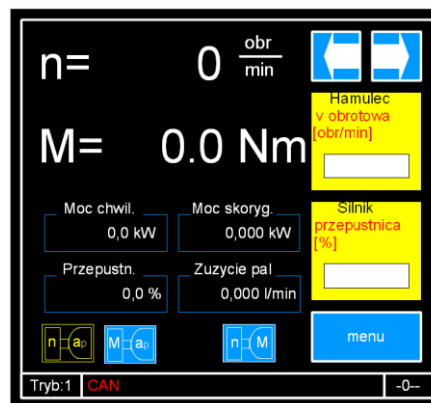 n= 0 obr
min
Hamulec
v obrotowa
[obr/min]
M= 0.0 Nm
Moc chwil.
0,0 kW
Moc skoryg.
0,000 kW
Silnik
przepustnica
[%]
Przepustn.
0,0 %
Zuzycie pal
0,000 l/min
n ap
M ap
n M
menu
Tryb:1 CAN -0--